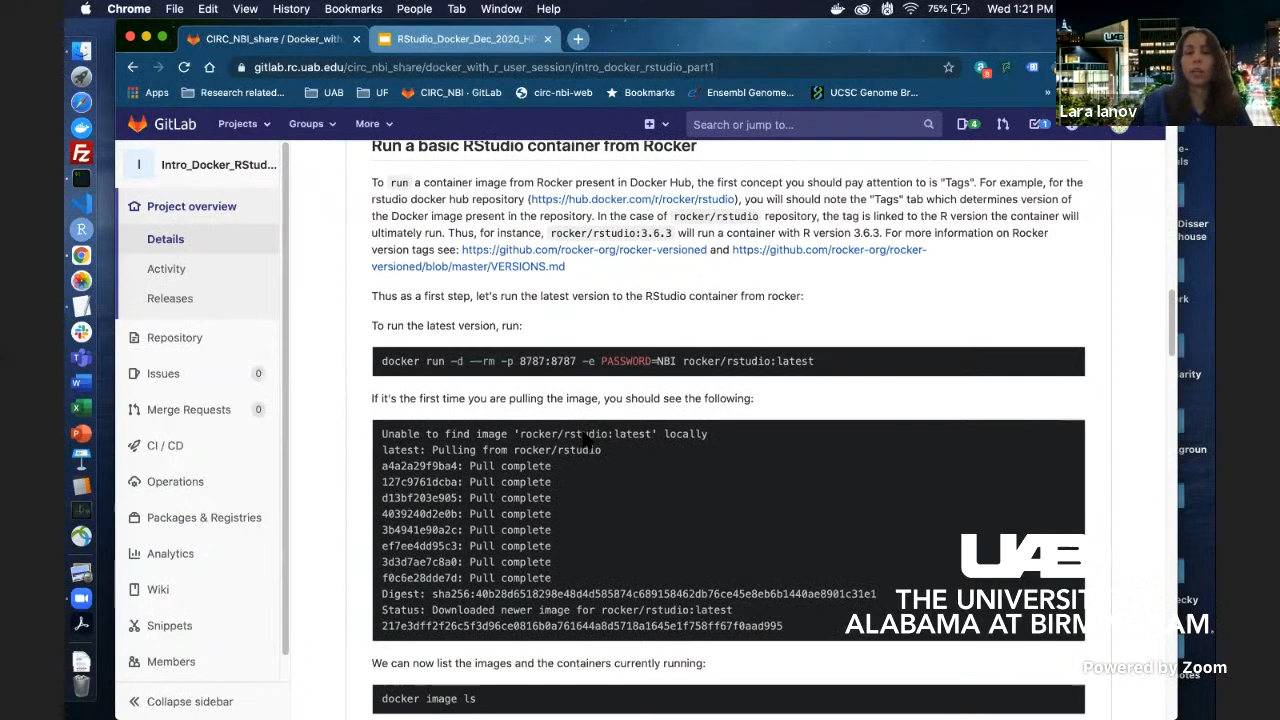 Chrome File Edit View History Bookmarks People Tab Window Help
75% Wed 1:21 PM
CIRC_NBI_share / Docker_with
RStudio_Docker_Dec_2020_H
gitlab.rc.uab.edu/circ_nbi_share/docker_with_r_user_session/intro_docker_rstudio_part1
Apps Research related... UAB UF CIRC_NBI · GitLab circ-nbi-web Bookmarks Ensembl Genome... UCSC Genome Br... »
UAB
Lara Ianov
GitLab Projects Groups More Search or jump to... 4 1
I Intro_Docker_RStud...
Project overview
Details
Activity
Releases
Repository
Issues 0
Merge Requests 0
CI / CD
Operations
Packages & Registries
Analytics
Wiki
Snippets
Members
Collapse sidebar
Run a basic RStudio container from Rocker
To run a container image from Rocker present in Docker Hub, the first concept you should pay attention to is "Tags". For example, for the
rstudio docker hub repository (https://hub.docker.com/r/rocker/rstudio), you will should note the "Tags" tab which determines version of
the Docker image present in the repository. In the case of rocker/rstudio repository, the tag is linked to the R version the container will
ultimately run. Thus, for instance, rocker/rstudio:3.6.3 will run a container with R version 3.6.3. For more information on Rocker
version tags see: https://github.com/rocker-org/rocker-versioned and https://github.com/rocker-org/rocker-
versioned/blob/master/VERSIONS.md
Thus as a first step, let's run the latest version to the RStudio container from rocker:
To run the latest version, run:
docker run -d --rm -p 8787:8787 -e PASSWORD=NBI rocker/rstudio:latest
If it's the first time you are pulling the image, you should see the following:
Unable to find image 'rocker/rstudio:latest' locally
latest: Pulling from rocker/rstudio
a4a2a29f9ba4: Pull complete
127c9761dcba: Pull complete
d13bf203e905: Pull complete
4039240d2e0b: Pull complete
3b4941e90a2c: Pull complete
ef7ee4dd95c3: Pull complete
3d3d7ae7c8a0: Pull complete
f0c6e28dde7d: Pull complete
Digest: sha256:40b28d6518298e48d4d585874c689158462db76ce45e8eb6b1440ae8901c31e1
Status: Downloaded newer image for rocker/rstudio:latest
217e3dff2f26c5f3d96ce0816b0a761644a8d5718a1645e1f758ff67f0aad995
We can now list the images and the containers currently running:
docker image ls
Disser
house
UAB
THE UNIVERSITY OF
ALABAMA AT BIRMINGHAM.
Powered by Zoom